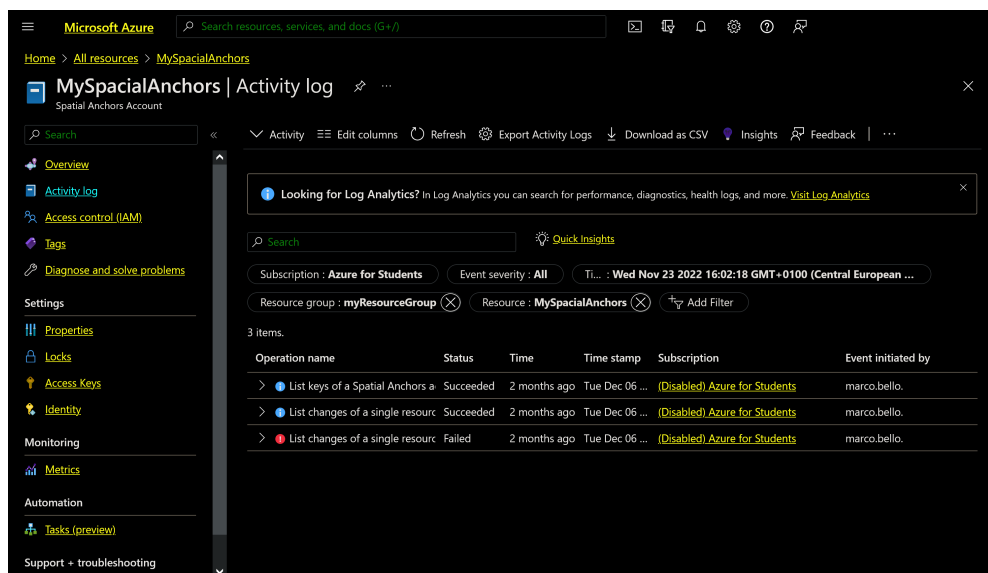 Microsoft Azure
Search resources, services, and docs (G+/)
Home > All resources > MySpacialAnchors
MySpacialAnchors | Activity log ...
Spatial Anchors Account
Search «
Overview
Activity log
Access control (IAM)
Tags
Diagnose and solve problems
Settings
Properties
Locks
Access Keys
Identity
Monitoring
Metrics
Automation
Tasks (preview)
Support + troubleshooting
Activity Edit columns Refresh Export Activity Logs Download as CSV Insights Feedback | ...
Looking for Log Analytics? In Log Analytics you can search for performance, diagnostics, health logs, and more. Visit Log Analytics
Search Quick Insights
Subscription : Azure for Students Event severity : All Ti... : Wed Nov 23 2022 16:02:18 GMT+0100 (Central European ...
Resource group : myResourceGroup Resource : MySpacialAnchors Add Filter
3 items.
Operation name Status Time Time stamp Subscription Event initiated by
List keys of a Spatial Anchors a Succeeded 2 months ago Tue Dec 06 ... (Disabled) Azure for Students marco.bello.
List changes of a single resourc Succeeded 2 months ago Tue Dec 06 ... (Disabled) Azure for Students marco.bello.
List changes of a single resourc Failed 2 months ago Tue Dec 06 ... (Disabled) Azure for Students marco.bello.